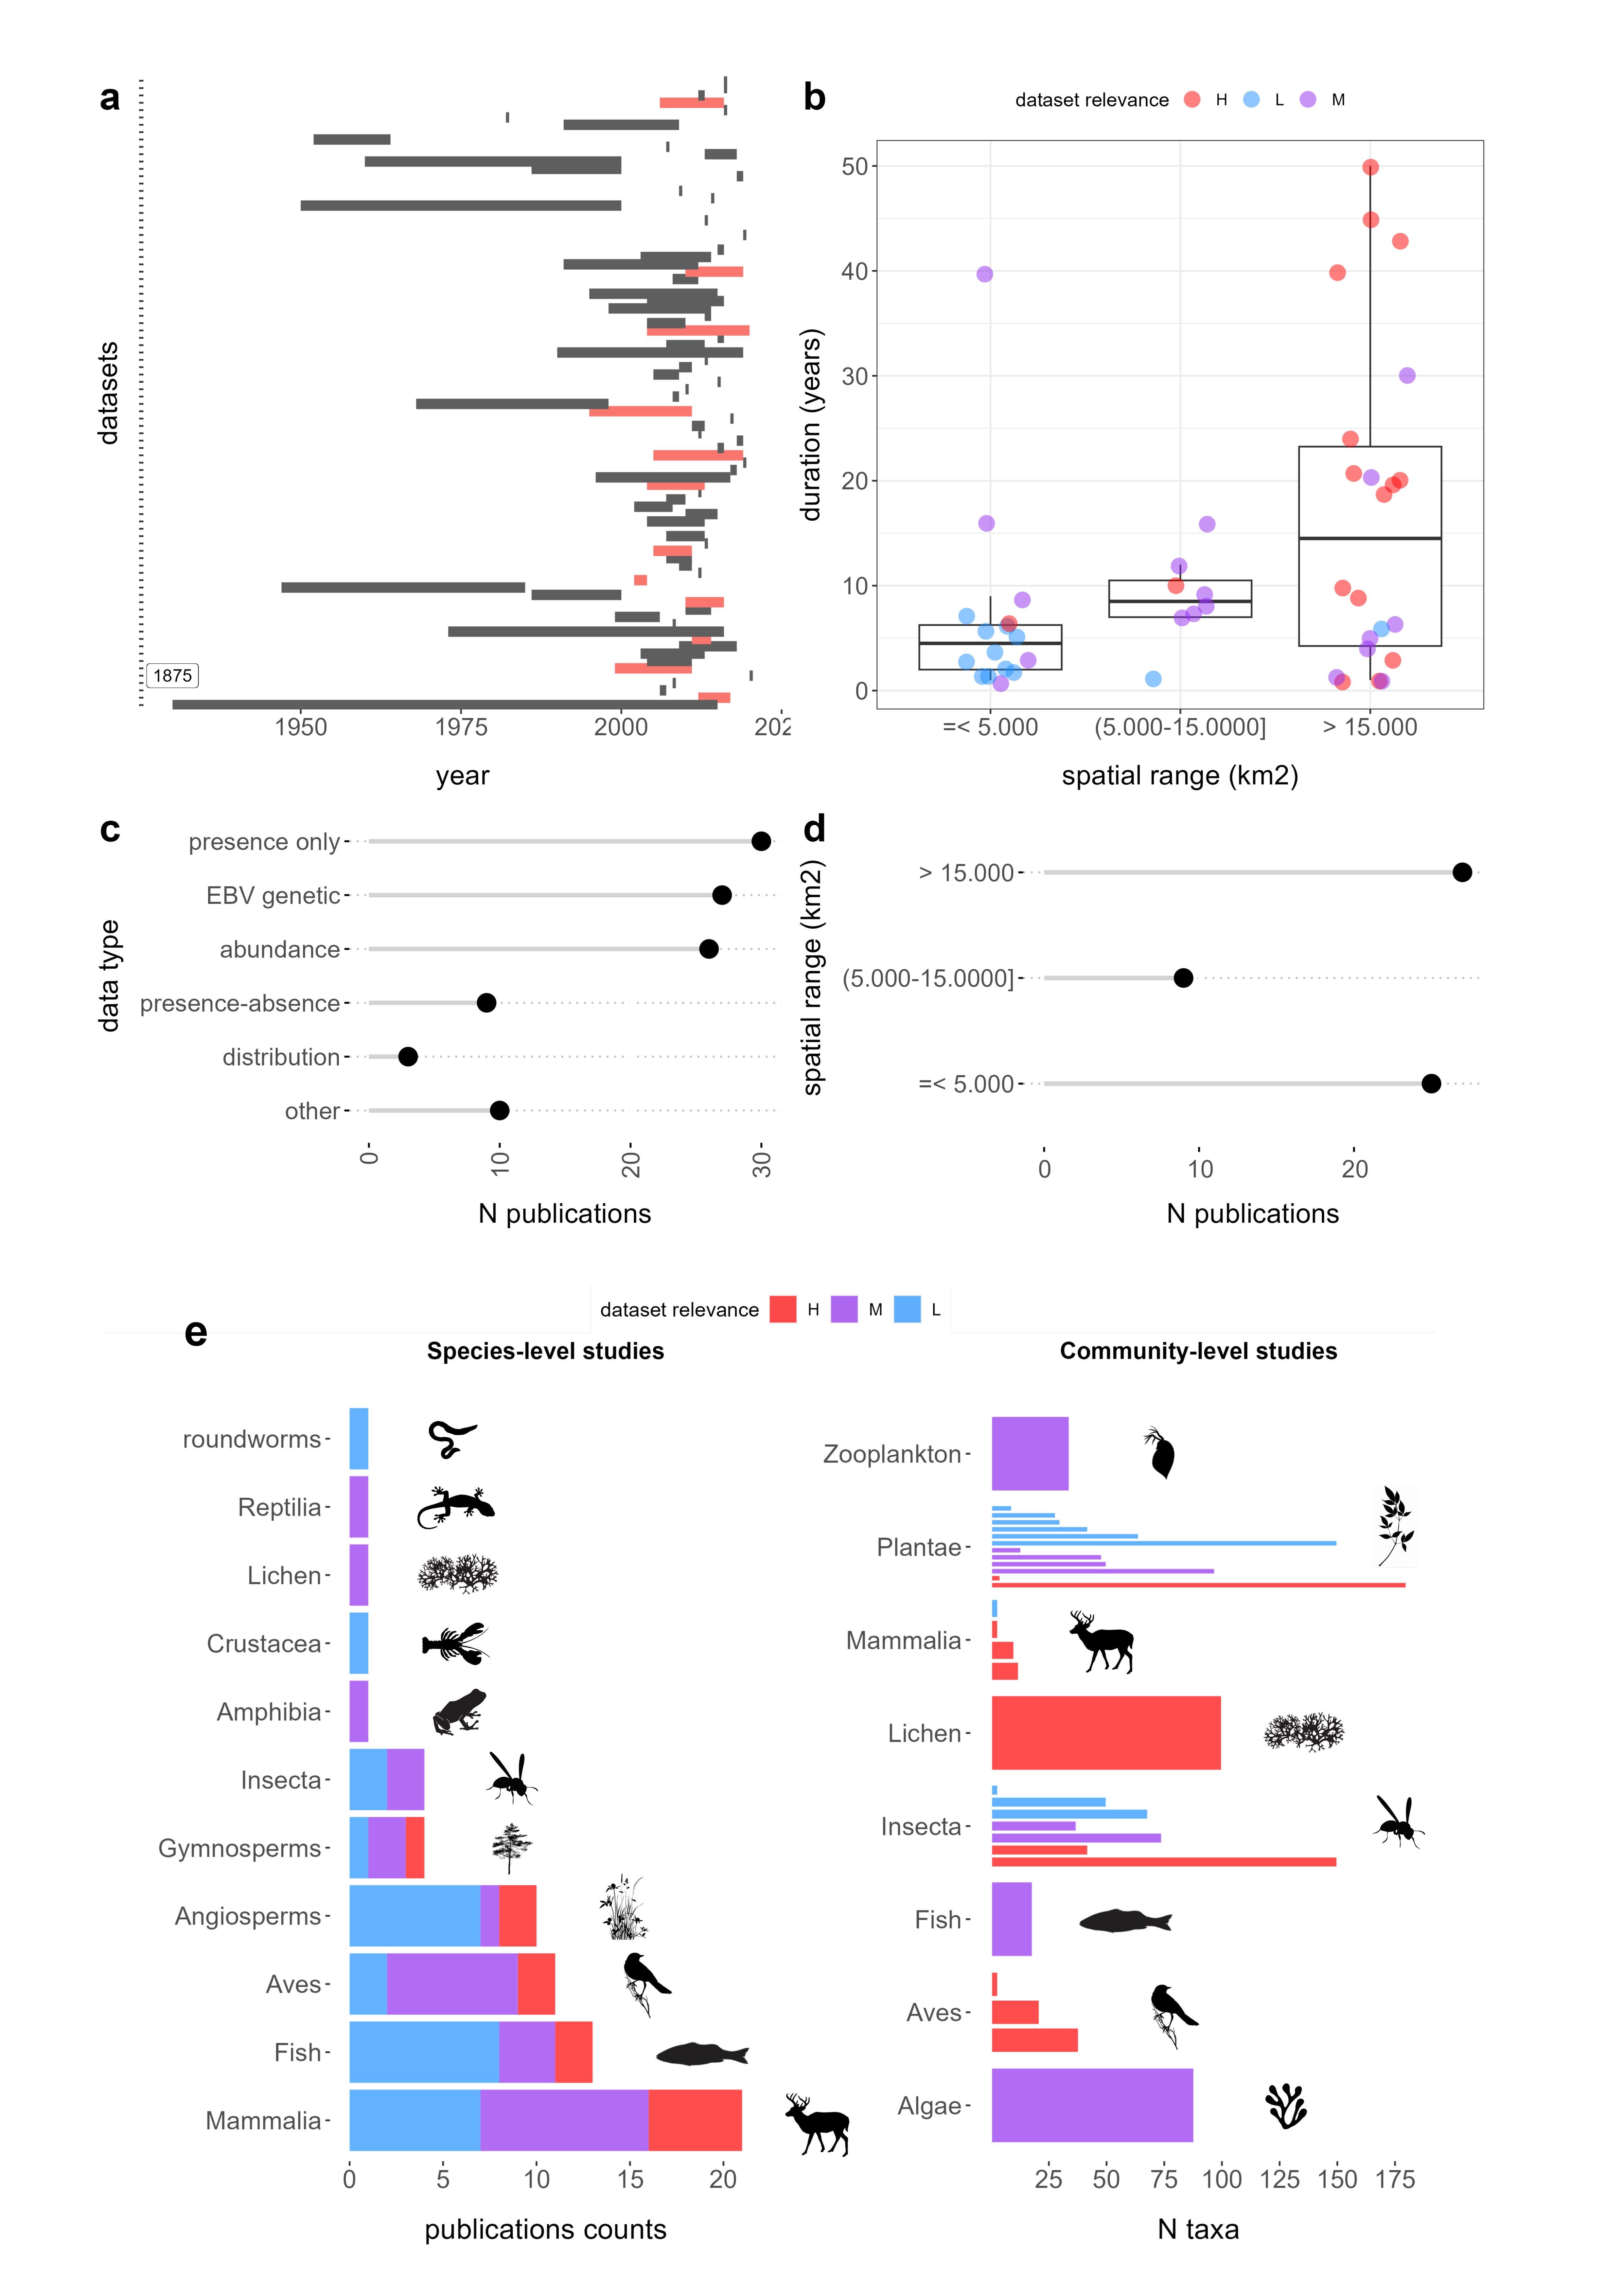 a
datasets
1875
1950 1975 2000 202
year
b
dataset relevance H L M
duration (years)
50
40
30
20
10
0
=< 5.000 (5.000-15.0000] > 15.000
spatial range (km2)
c
data type
presence only
EBV genetic
abundance
presence-absence
distribution
other
0 10 20 30
N publications
d
spatial range (km2)
> 15.000
(5.000-15.0000]
=< 5.000
0 10 20
N publications
dataset relevance H M L
e
Species-level studies
roundworms
Reptilia
Lichen
Crustacea
Amphibia
Insecta
Gymnosperms
Angiosperms
Aves
Fish
Mammalia
0 5 10 15 20
publications counts
Community-level studies
Zooplankton
Plantae
Mammalia
Lichen
Insecta
Fish
Aves
Algae
25 50 75 100 125 150 175
N taxa